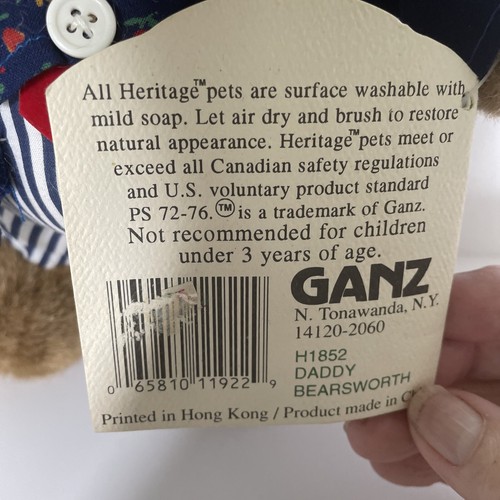 All Heritage™ pets are surface washable with
mild soap. Let air dry and brush to restore
natural appearance. Heritage™ pets meet or
exceed all Canadian safety regulations
and U.S. voluntary product standard
PS 72-76. ™ is a trademark of Ganz.
Not recommended for children
under 3 years of age.
GANZ
N. Tonawanda, N.Y.
14120-2060
H1852
DADDY
BEARSWORTH
0 65810 11922 9
Printed in Hong Kong / Product made in